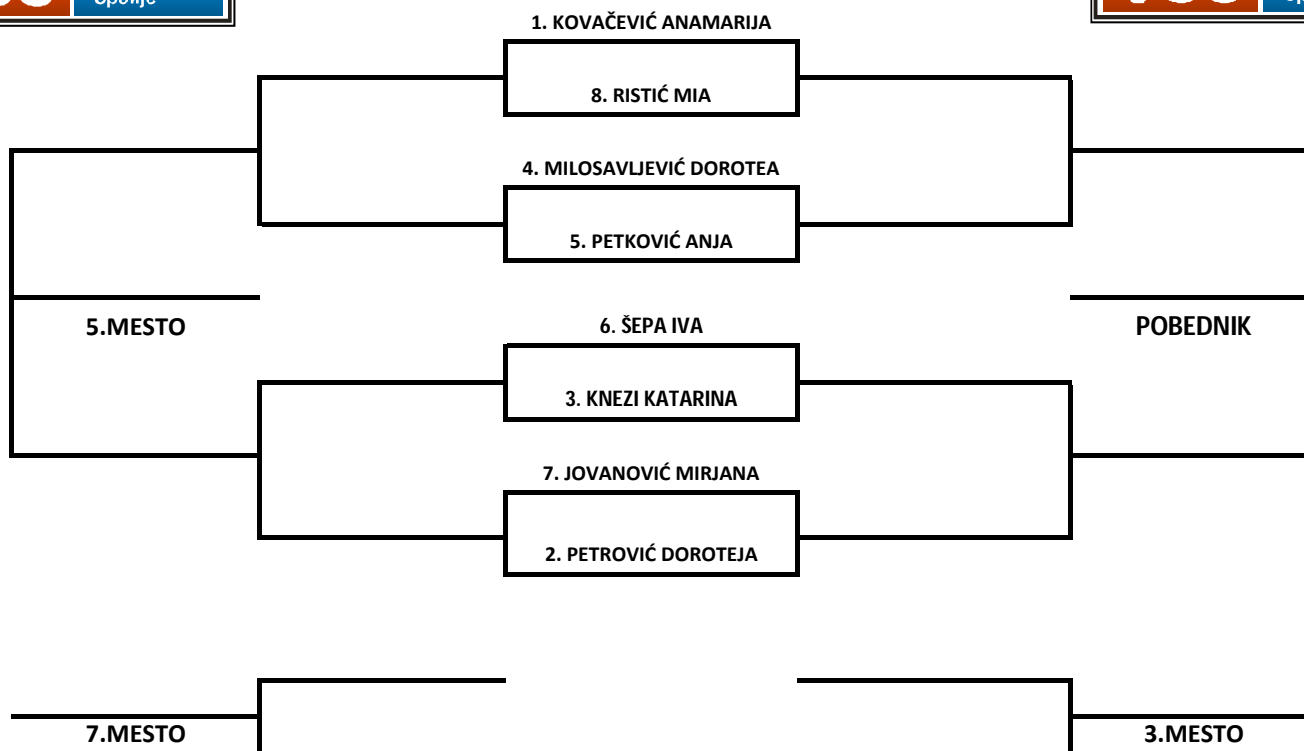 1. KOVAČEVIĆ ANAMARIJA
8. RISTIĆ MIA
4. MILOSAVLJEVIĆ DOROTEA
5. PETKOVIĆ ANJA
5.MESTO
6. ŠEPA IVA
POBEDNIK
3. KNEZI KATARINA
7. JOVANOVIĆ MIRJANA
2. PETROVIĆ DOROTEJA
7.MESTO
3.MESTO